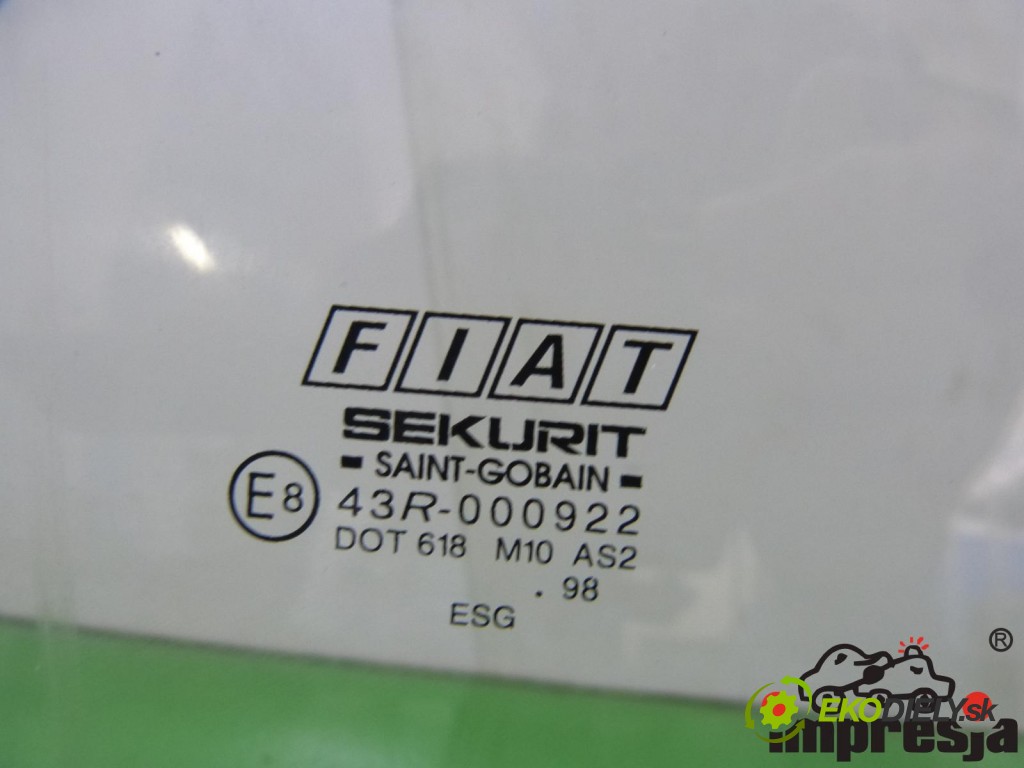 FIAT
SEKURIT
SAINT-GOBAIN
E8 43R-000922
DOT 618 M10 AS2
. 98
ESG
®
EKODIELY.sk
impresja